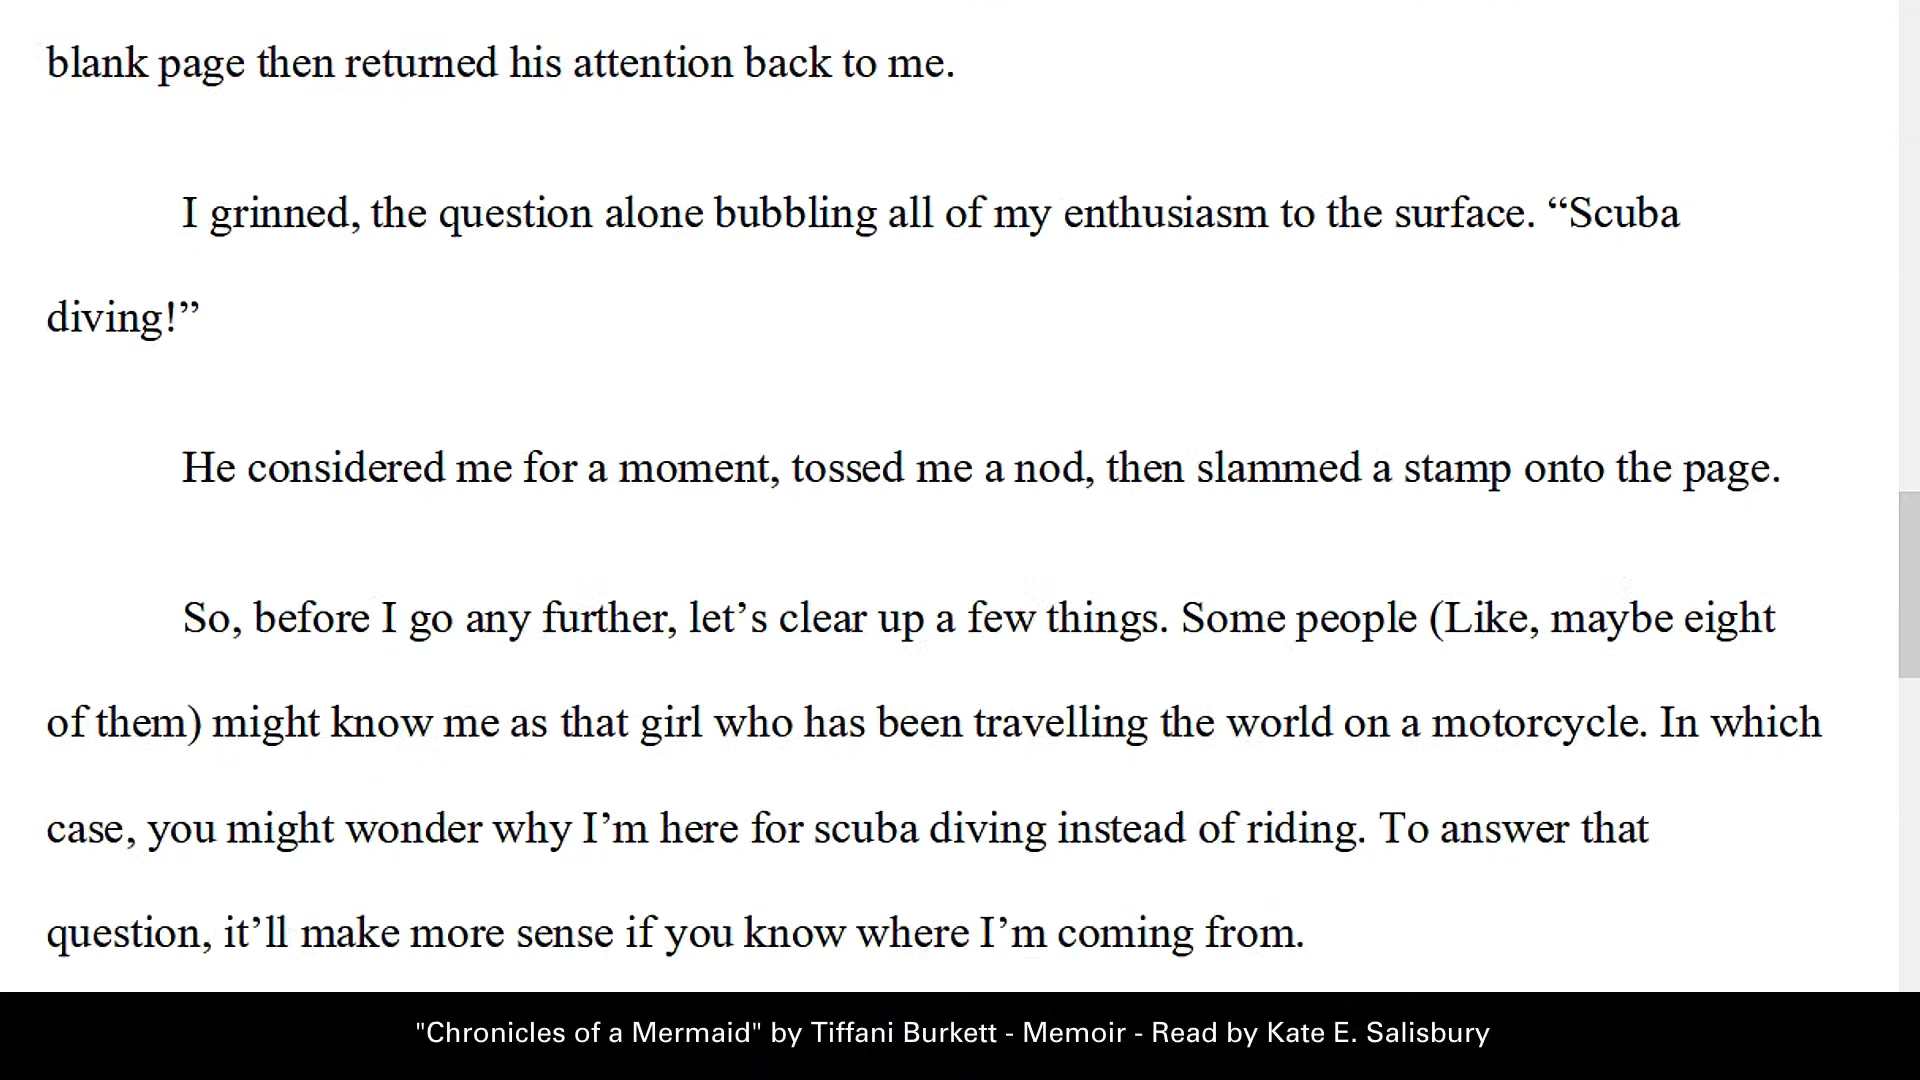 blank page then returned his attention back to me.
I grinned, the question alone bubbling all of my enthusiasm to the surface. “Scuba
diving!”
He considered me for a moment, tossed me a nod, then slammed a stamp onto the page.
So, before I go any further, let’s clear up a few things. Some people (Like, maybe eight
of them) might know me as that girl who has been travelling the world on a motorcycle. In which
case, you might wonder why I’m here for scuba diving instead of riding. To answer that
question, it’ll make more sense if you know where I’m coming from.
"Chronicles of a Mermaid" by Tiffani Burkett - Memoir - Read by Kate E. Salisbury